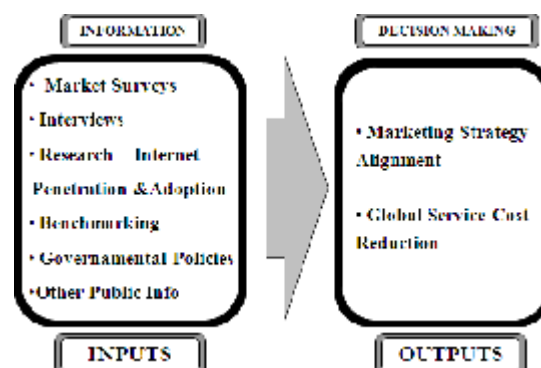 INFORMATION
• Market Surveys
• Interviews
• Research Internet
Penetration &Adoption
• Benchmarking
• Governamental Policies
•Other Public Info
INPUTS
DECISION MAKING
• Marketing Strategy
Alignment
• Global Service Cost
Reduction
OUTPUTS